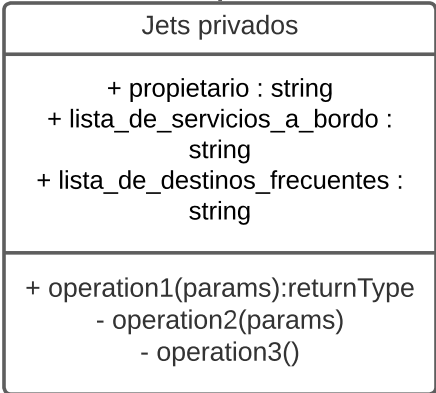 Jets privados
+ propietario : string
+ lista_de_servicios_a_bordo :
string
+ lista_de_destinos_frecuentes :
string
+ operation1(params):returnType
- operation2(params)
- operation3()